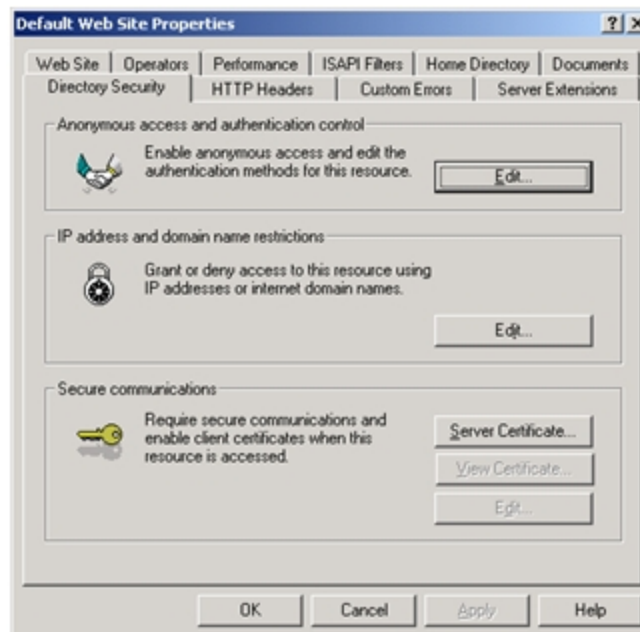 Default Web Site Properties
Web Site Operators Performance ISAPI Filters Home Directory Documents
Directory Security HTTP Headers Custom Errors Server Extensions
Anonymous access and authentication control
Enable anonymous access and edit the
authentication methods for this resource.
Edit...
IP address and domain name restrictions
Grant or deny access to this resource using
IP addresses or internet domain names.
Edit...
Secure communications
Require secure communications and
enable client certificates when this
resource is accessed.
Server Certificate...
View Certificate...
Edit...
OK Cancel Apply Help